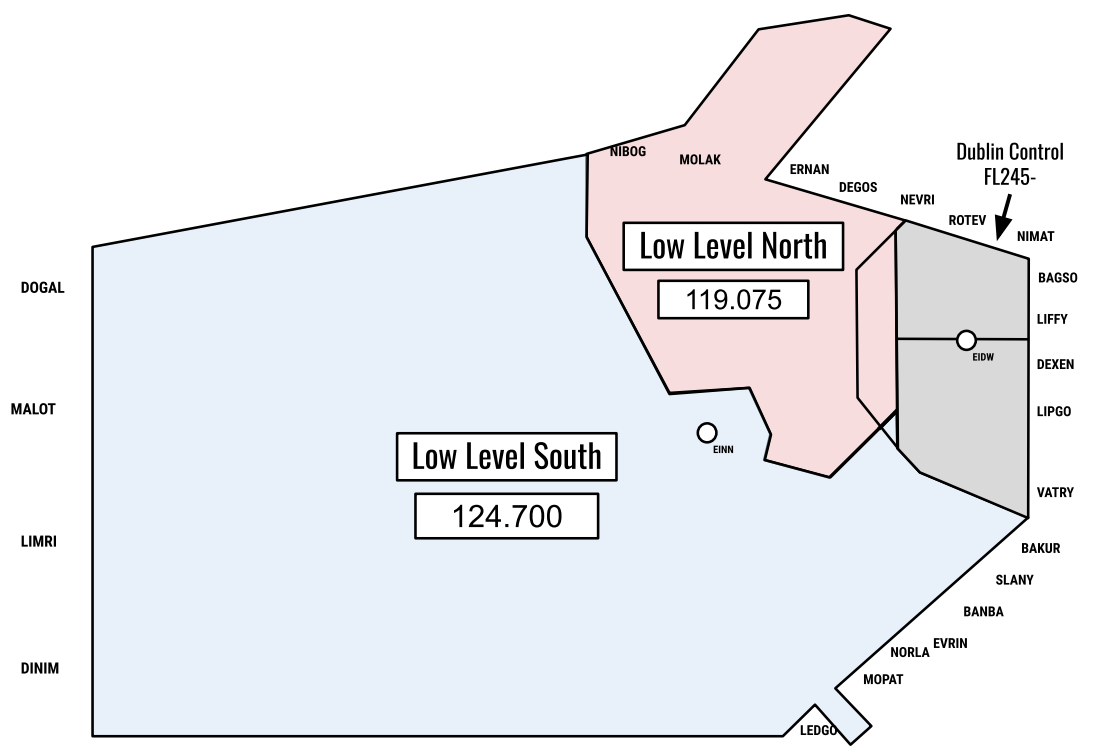 NIBOG
MOLAK
ERNAN
DEGOS
NEVRI
ROTEV
NIMAT
Dublin Control
FL245-
Low Level North
119.075
DOGAL
BAGSO
LIFFY
EIDW
DEXEN
MALOT
LIPGO
EINN
Low Level South
124.700
VATRY
LIMRI
BAKUR
SLANY
BANBA
EVRIN
NORLA
DINIM
MOPAT
LEDGO